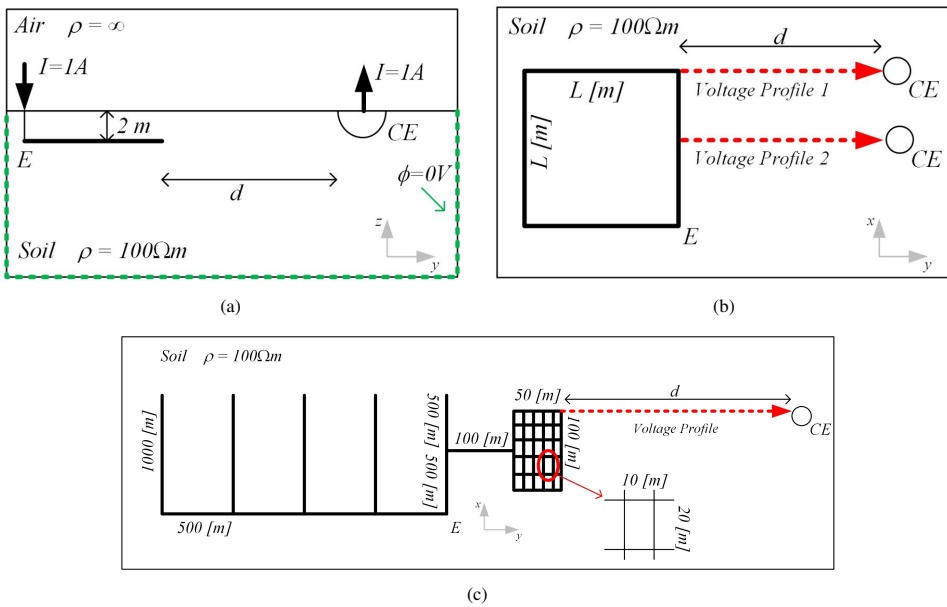 Air ρ = ∞
I=1A
I=1A
2 m
CE
E
d
ϕ=0V
Soil ρ = 100Ωm
z
y
(a)
Soil ρ = 100Ωm
d
L [m]
Voltage Profile 1
CE
L [m]
Voltage Profile 2
CE
E
x
y
(b)
Soil ρ = 100Ωm
50 [m]
d
Voltage Profile
CE
1000 [m]
500 [m] 500 [m]
100 [m]
100 [m]
10 [m]
20 [m]
500 [m]
E
x
y
(c)